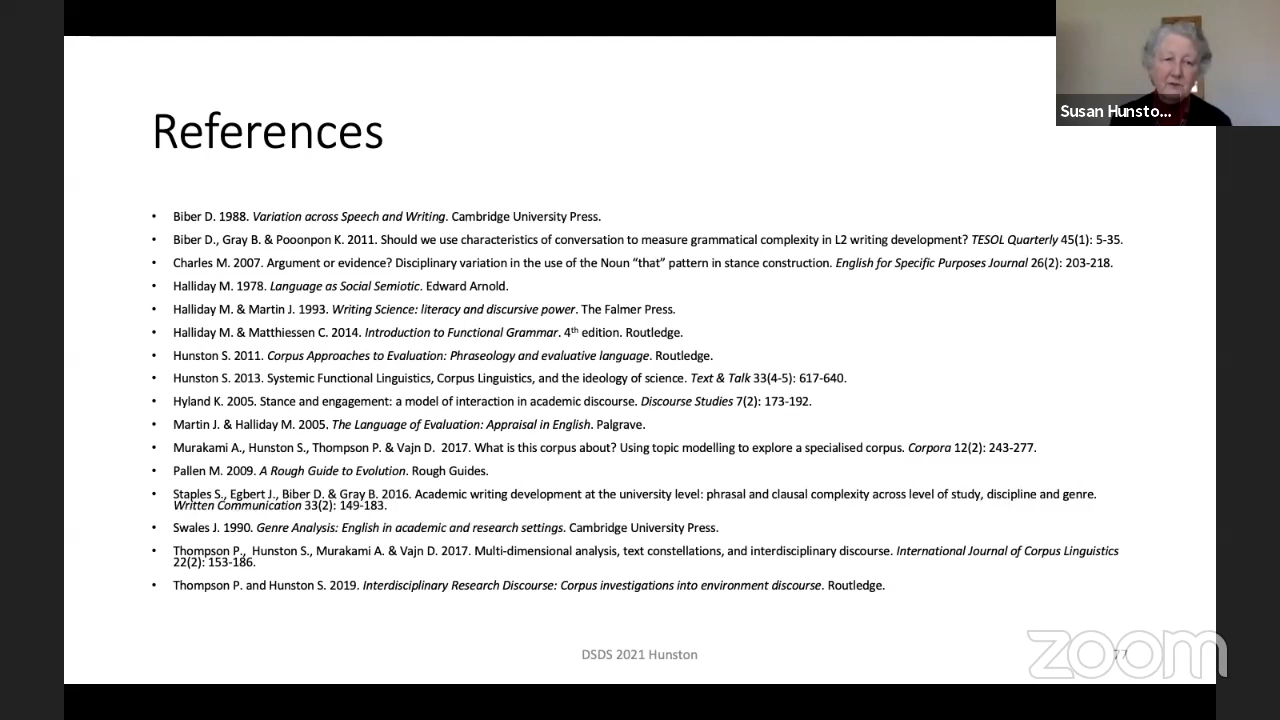 Susan Hunsto...
References
• Biber D. 1988. Variation across Speech and Writing. Cambridge University Press.
• Biber D., Gray B. & Pooonpon K. 2011. Should we use characteristics of conversation to measure grammatical complexity in L2 writing development? TESOL Quarterly 45(1): 5-35.
• Charles M. 2007. Argument or evidence? Disciplinary variation in the use of the Noun “that” pattern in stance construction. English for Specific Purposes Journal 26(2): 203-218.
• Halliday M. 1978. Language as Social Semiotic. Edward Arnold.
• Halliday M. & Martin J. 1993. Writing Science: literacy and discursive power. The Falmer Press.
• Halliday M. & Matthiessen C. 2014. Introduction to Functional Grammar. 4th edition. Routledge.
• Hunston S. 2011. Corpus Approaches to Evaluation: Phraseology and evaluative language. Routledge.
• Hunston S. 2013. Systemic Functional Linguistics, Corpus Linguistics, and the ideology of science. Text & Talk 33(4-5): 617-640.
• Hyland K. 2005. Stance and engagement: a model of interaction in academic discourse. Discourse Studies 7(2): 173-192.
• Martin J. & Halliday M. 2005. The Language of Evaluation: Appraisal in English. Palgrave.
• Murakami A., Hunston S., Thompson P. & Vajn D. 2017. What is this corpus about? Using topic modelling to explore a specialised corpus. Corpora 12(2): 243-277.
• Pallen M. 2009. A Rough Guide to Evolution. Rough Guides.
• Staples S., Egbert J., Biber D. & Gray B. 2016. Academic writing development at the university level: phrasal and clausal complexity across level of study, discipline and genre.
Written Communication 33(2): 149-183.
• Swales J. 1990. Genre Analysis: English in academic and research settings. Cambridge University Press.
• Thompson P., Hunston S., Murakami A. & Vajn D. 2017. Multi-dimensional analysis, text constellations, and interdisciplinary discourse. International Journal of Corpus Linguistics
22(2): 153-186.
• Thompson P. and Hunston S. 2019. Interdisciplinary Research Discourse: Corpus investigations into environment discourse. Routledge.
DSDS 2021 Hunston
77
zoom